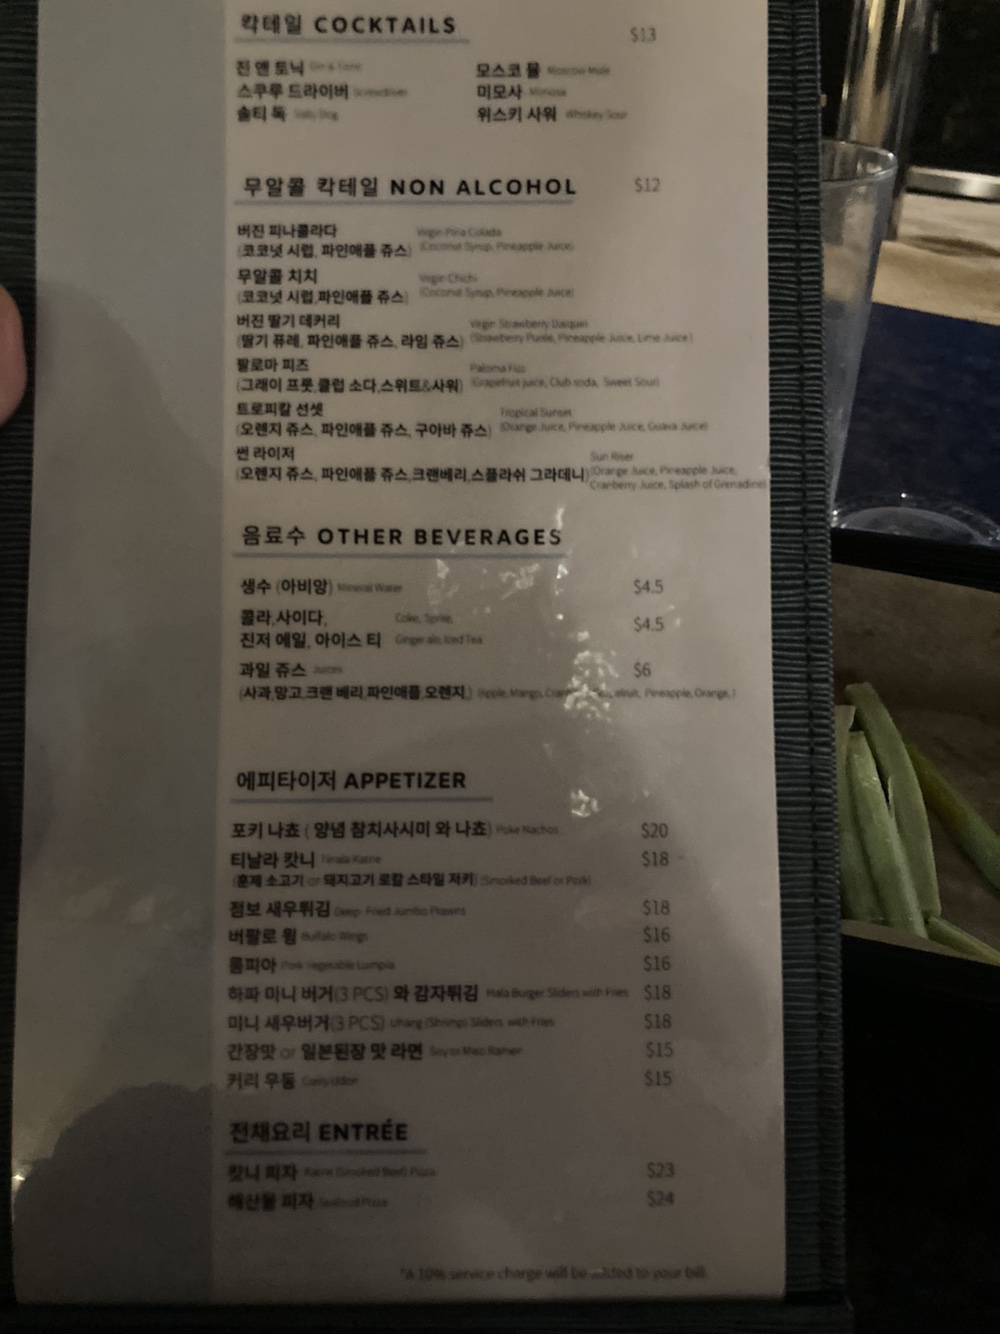 칵테일 COCKTAILS $13
진 앤 토닉 Gin & Tonic 모스코 뮬 Moscow Mule
스쿠루 드라이버 Screwdriver 미모사 Mimosa
솔티 독 Salty Dog 위스키 사워 Whiskey Sour
무알콜 칵테일 NON ALCOHOL $12
버진 피나콜라다 Virgin Pina Colada
(코코넛 시럽, 파인애플 쥬스) (Coconut Syrup, Pineapple Juice)
무알콜 치치 Virgin Chichi
(코코넛 시럽,파인애플 쥬스) (Coconut Syrup, Pineapple Juice)
버진 딸기 데커리 Virgin Strawberry Daiquiri
(딸기 퓨레, 파인애플 쥬스, 라임 쥬스) (Strawberry Purée, Pineapple Juice, Lime Juice)
팔로마 피즈 Paloma Fizz
(그래이 프룻,클럽 소다,스위트&사워) (Grapefruit juice, Club soda, Sweet Sour)
트로피칼 선셋 Tropical Sunset
(오렌지 쥬스, 파인애플 쥬스, 구아바 쥬스) (Orange Juice, Pineapple Juice, Guava Juice)
썬 라이저 Sun Riser
(오렌지 쥬스, 파인애플 쥬스,크랜베리,스플라쉬 그라데니) (Orange Juice, Pineapple Juice,
Cranberry Juice, Splash of Grenadine)
음료수 OTHER BEVERAGES
생수 (아비앙) Mineral Water $4.5
콜라,사이다, Coke, Sprite, $4.5
진저 에일, 아이스 티 Ginger ale, Iced Tea
과일 쥬스 Juices $6
(사과,망고,크랜 베리,파인애플,오렌지,) (Apple, Mango, Pineapple, Orange,)
에피타이저 APPETIZER
포키 나쵸 ( 양념 참치사시미 와 나쵸) Poke Nachos $20
티날라 캇니 Tinala Katne $18
(훈제 소고기 or 돼지고기 로칼 스타일 저키) (Smocked Beef or Pork)
점보 새우튀김 Deep- Fried Jumbo Prawns $18
버팔로 윙 Buffalo Wings $16
룸피아 Pork Vegetable Lumpia $16
하파 미니 버거(3 PCS) 와 감자튀김 Hafa Burger Sliders with Fries $18
미니 새우버거(3 PCS) Uhang (Shrimp) Sliders with Fries $18
간장맛 or 일본된장 맛 라면 Soy or Miso Ramen $15
커리 우동 Curry Udon $15
전채요리 ENTRÉE
캇니 피자 Katne (Smocked Beef) Pizza $23
해산물 피자 Seafood Pizza $24
*A 10% service charge will be added to your bill.